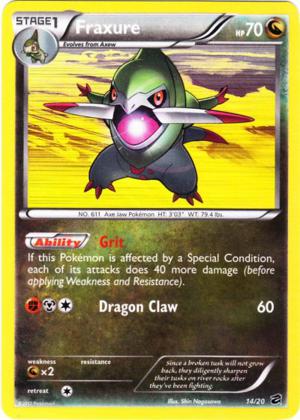 STAGE1
Fraxure
HP70
Evolves from Axew
NO. 611 Axe Jaw Pokémon HT: 3'03" WT: 79.4 lbs.
Ability Grit
If this Pokémon is affected by a Special Condition,
each of its attacks does 40 more damage (before
applying Weakness and Resistance).
Dragon Claw 60
weakness resistance
×2
retreat
Since a broken tusk will not grow
back, they diligently sharpen
their tusks on river rocks after
they've been fighting.
©2012 Pokémon
Illus. Shin Nagasawa
14/20